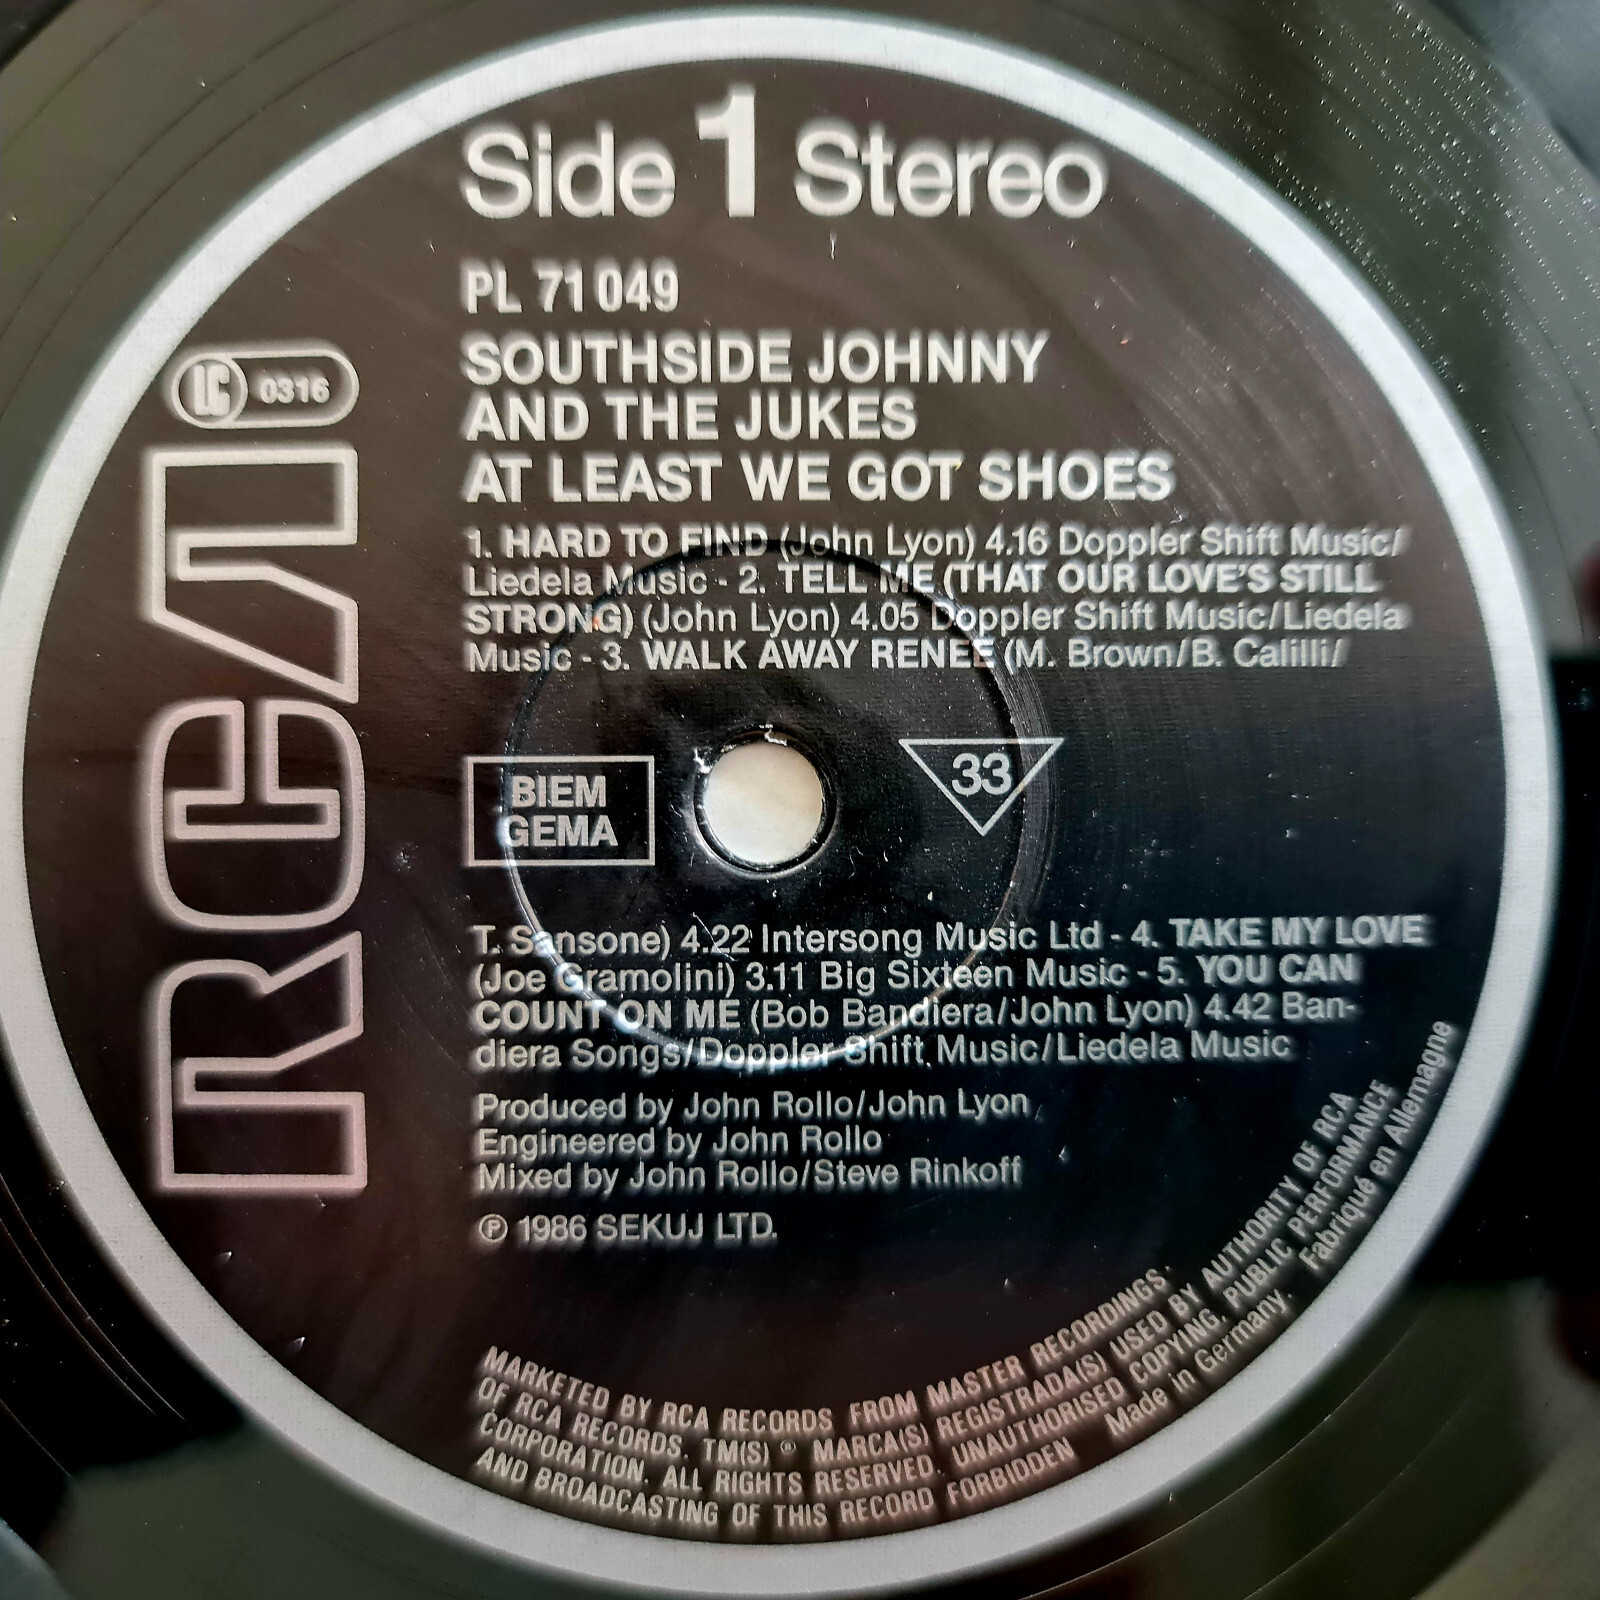 Side 1 Stereo
PL 71 049
SOUTHSIDE JOHNNY
AND THE JUKES
AT LEAST WE GOT SHOES
1. HARD TO FIND (John Lyon) 4.16 Doppler Shift Music/
Liedela Music - 2. TELL ME (THAT OUR LOVE'S STILL
STRONG) (John Lyon) 4.05 Doppler Shift Music/Liedela
Music - 3. WALK AWAY RENEE (M. Brown/B. Calilli/
LC 0316
RCA
BIEM
GEMA
33
T. Sansone) 4.22 Intersong Music Ltd - 4. TAKE MY LOVE
(Joe Gramolini) 3.11 Big Sixteen Music - 5. YOU CAN
COUNT ON ME (Bob Bandiera/John Lyon) 4.42 Ban-
diera Songs/Doppler Shift Music/Liedela Music
Produced by John Rollo/John Lyon
Engineered by John Rollo
Mixed by John Rollo/Steve Rinkoff
℗ 1986 SEKUJ LTD.
MARKETED BY RCA RECORDS FROM MASTER RECORDINGS.
OF RCA RECORDS. TM(S) ® MARCA(S) REGISTRADA(S) USED BY AUTHORITY OF RCA
CORPORATION. ALL RIGHTS RESERVED. UNAUTHORISED COPYING, PUBLIC PERFORMANCE
AND BROADCASTING OF THIS RECORD FORBIDDEN Made in Germany. Fabriqué en Allemagne